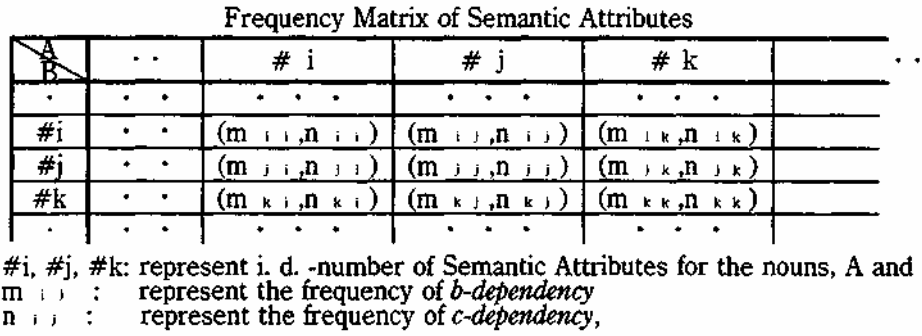 Frequency Matrix of Semantic Attributes
A
B . . # i # j # k . .
. . . . . . . . . . . .
#i . . (m i i ,n i i ) (m i j ,n i j ) (m i k ,n i k )
#j . . (m j i ,n j i ) (m j j ,n j j ) (m j k ,n j k )
#k . . (m k i ,n k i ) (m k j ,n k j ) (m k k ,n k k )
. . . . . . . . . . . .
#i, #j, #k: represent i. d. -number of Semantic Attributes for the nouns, A and
m i j : represent the frequency of b-dependency
n i j : represent the frequency of c-dependency,